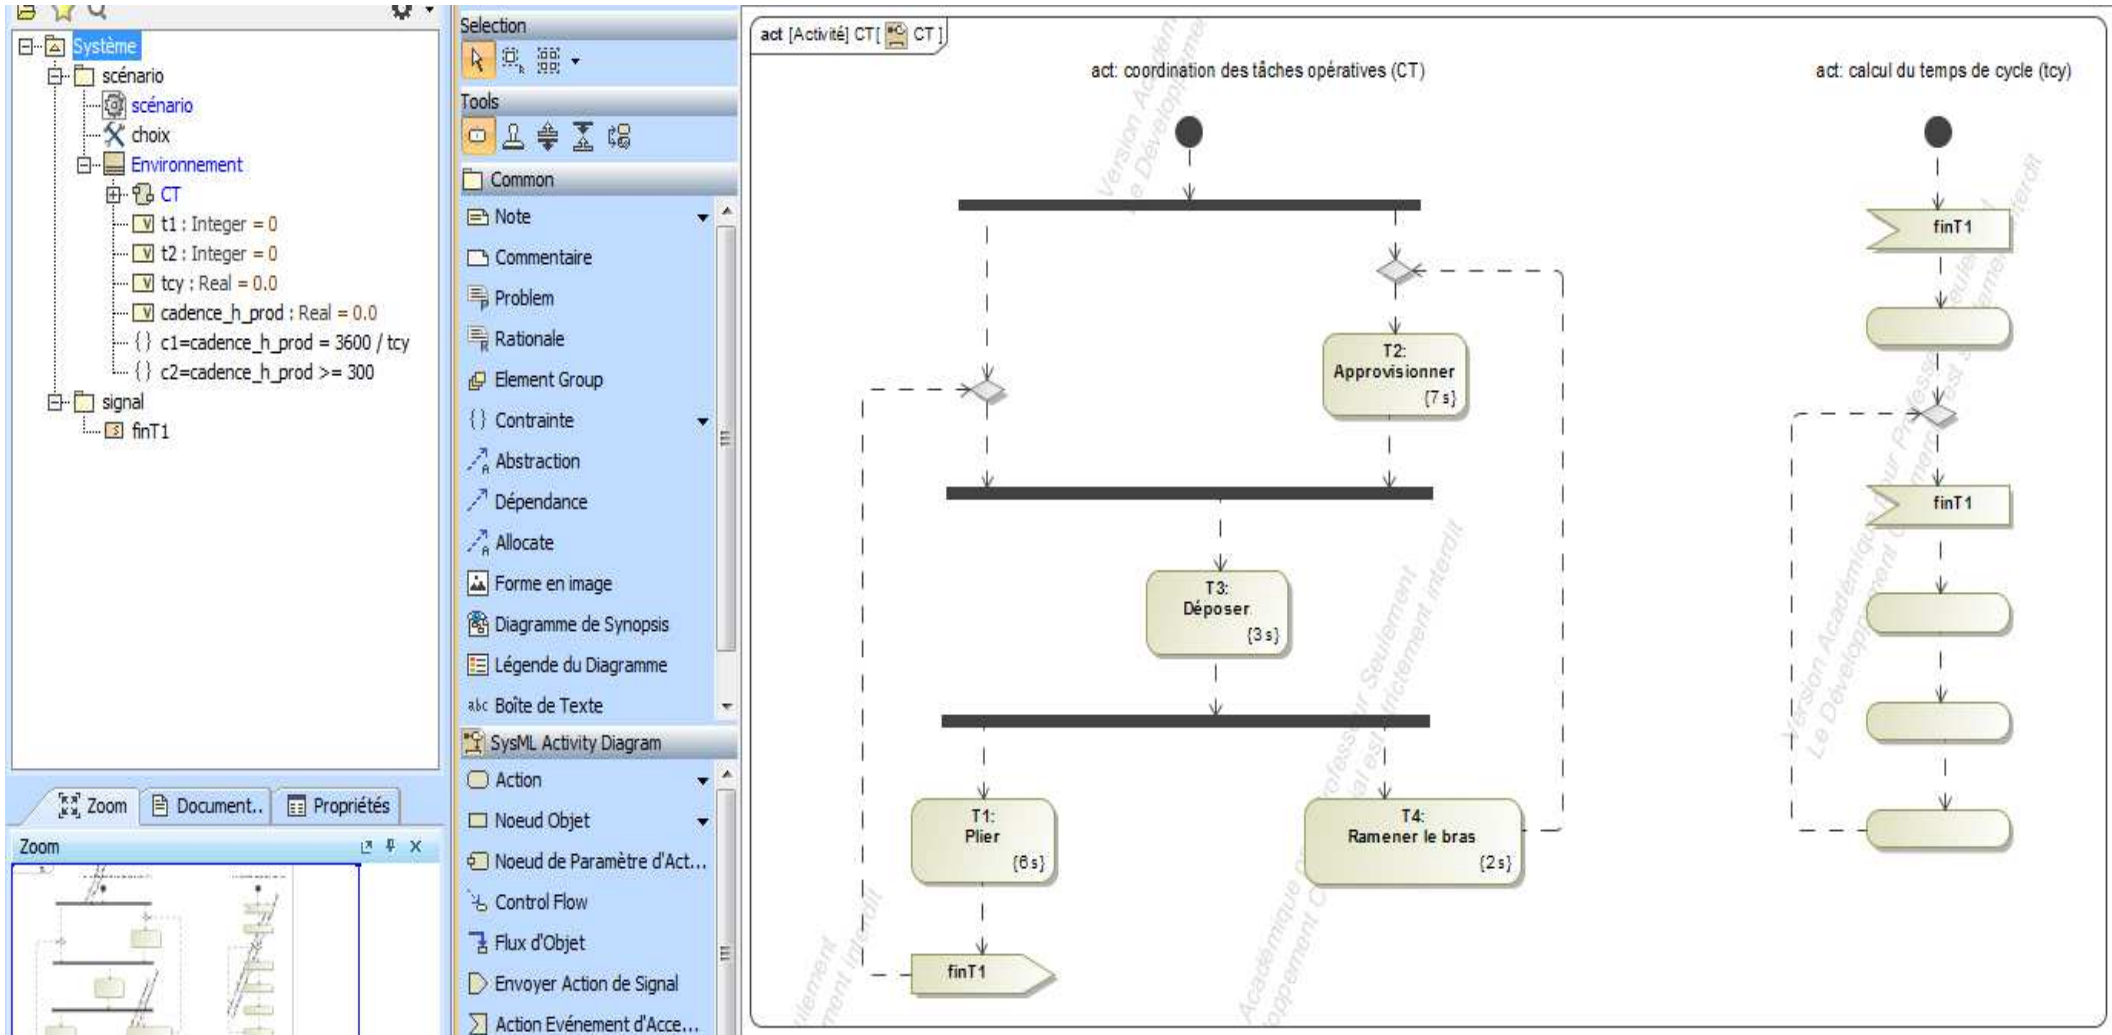 Système
scénario
scénario
choix
Environnement
CT
t1 : Integer = 0
t2 : Integer = 0
tcy : Real = 0.0
cadence_h_prod : Real = 0.0
{ } c1=cadence_h_prod = 3600 / tcy
{ } c2=cadence_h_prod >= 300
signal
finT1
Zoom
Document..
Propriétés
Zoom
Selection
Tools
Common
Note
Commentaire
Problem
Rationale
Element Group
{ } Contrainte
Abstraction
Dépendance
Allocate
Forme en image
Diagramme de Synopsis
Légende du Diagramme
abc Boîte de Texte
SysML Activity Diagram
Action
Noeud Objet
Noeud de Paramètre d'Act...
Control Flow
Flux d'Objet
Envoyer Action de Signal
Action Evénement d'Acce...
act [Activité] CT[ CT ]
act: coordination des tâches opératives (CT)
T2:
Approvisionner
{7 s}
T3:
Déposer
{3 s}
T1:
Plier
{6 s}
T4:
Ramener le bras
{2 s}
finT1
act: calcul du temps de cycle (tcy)
finT1
finT1